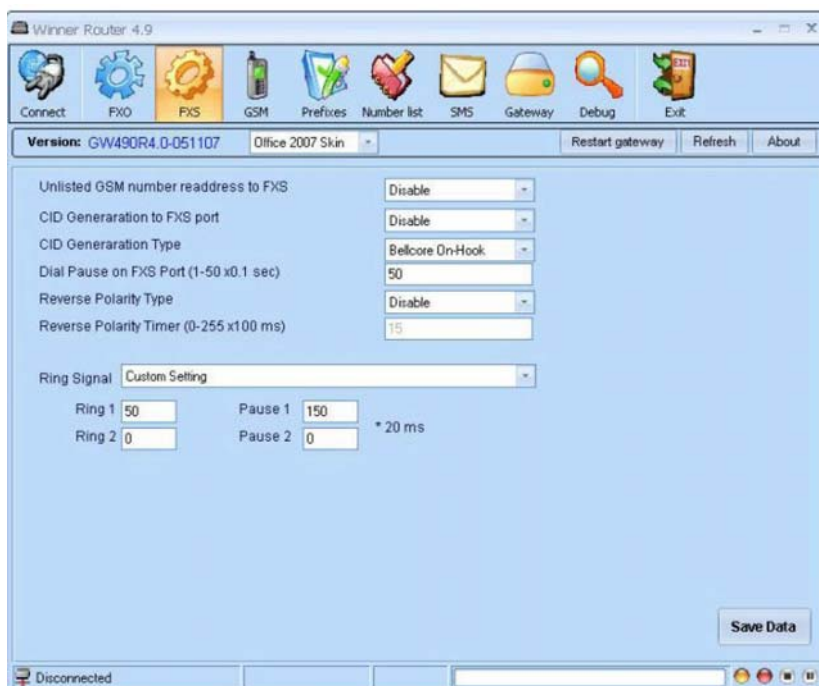 Winner Router 4.9
Connect FXO FXS GSM Prefixes Number list SMS Gateway Debug EXIT Exit
Version: GW490R4.0-051107 Office 2007 Skin Restart gateway Refresh About
Unlisted GSM number readdress to FXS Disable
CID Generaration to FXS port Disable
CID Generaration Type Bellcore On-Hook
Dial Pause on FXS Port (1-50 x0.1 sec) 50
Reverse Polarity Type Disable
Reverse Polarity Timer (0-255 x100 ms) 15
Ring Signal Custom Setting
Ring 1 50 Pause 1 150
* 20 ms
Ring 2 0 Pause 2 0
Save Data
Disconnected